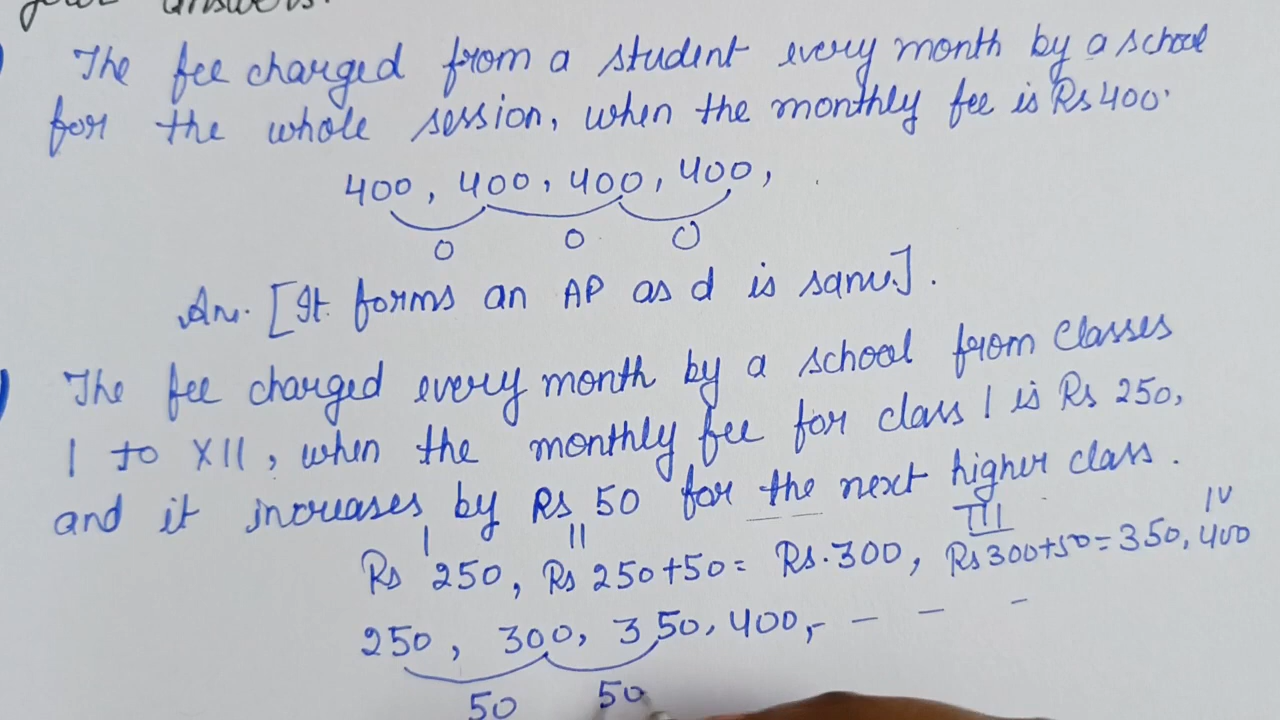 your answers.
The fee charged from a student every month by a school
for the whole session, when the monthly fee is Rs 400.
400, 400, 400, 400,
0 0 0
Ans. [It forms an AP as d is same].
The fee charged every month by a school from Classes
I to XII, when the monthly fee for class I is Rs 250,
and it increases by Rs 50 for the next higher class.
I II III IV
Rs 250, Rs 250+50= Rs.300, Rs 300+50=350, 400
250, 300, 350, 400, - - - -
50 50